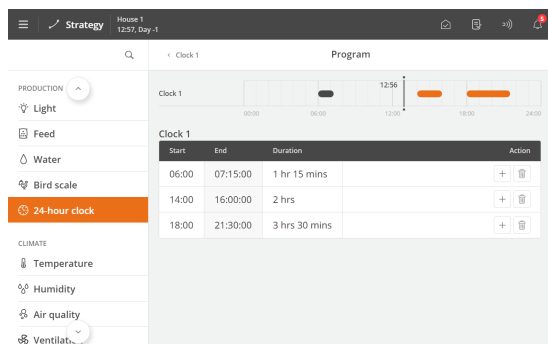 Strategy
House 1
12:57, Day -1
5
Clock 1
Program
PRODUCTION
Light
Feed
Water
Bird scale
24-hour clock
CLIMATE
Temperature
Humidity
Air quality
Clock 1
12:56
00:00 06:00 12:00 18:00 24:00
Clock 1
Start End Duration Action
06:00 07:15:00 1 hr 15 mins
14:00 16:00:00 2 hrs
18:00 21:30:00 3 hrs 30 mins